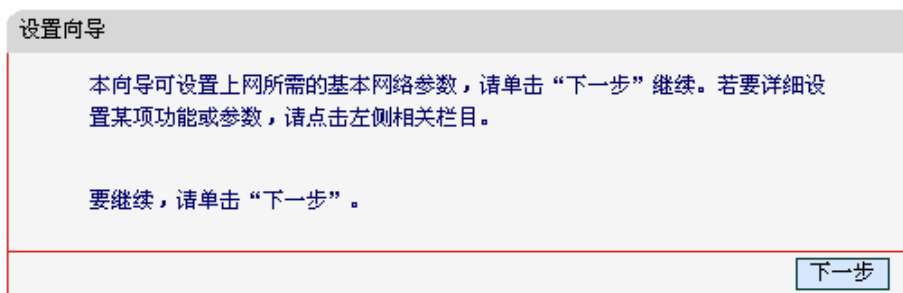 设置向导
本向导可设置上网所需的基本网络参数，请单击“下一步”继续。若要详细设
置某项功能或参数，请点击左侧相关栏目。
要继续，请单击“下一步”。
下一步